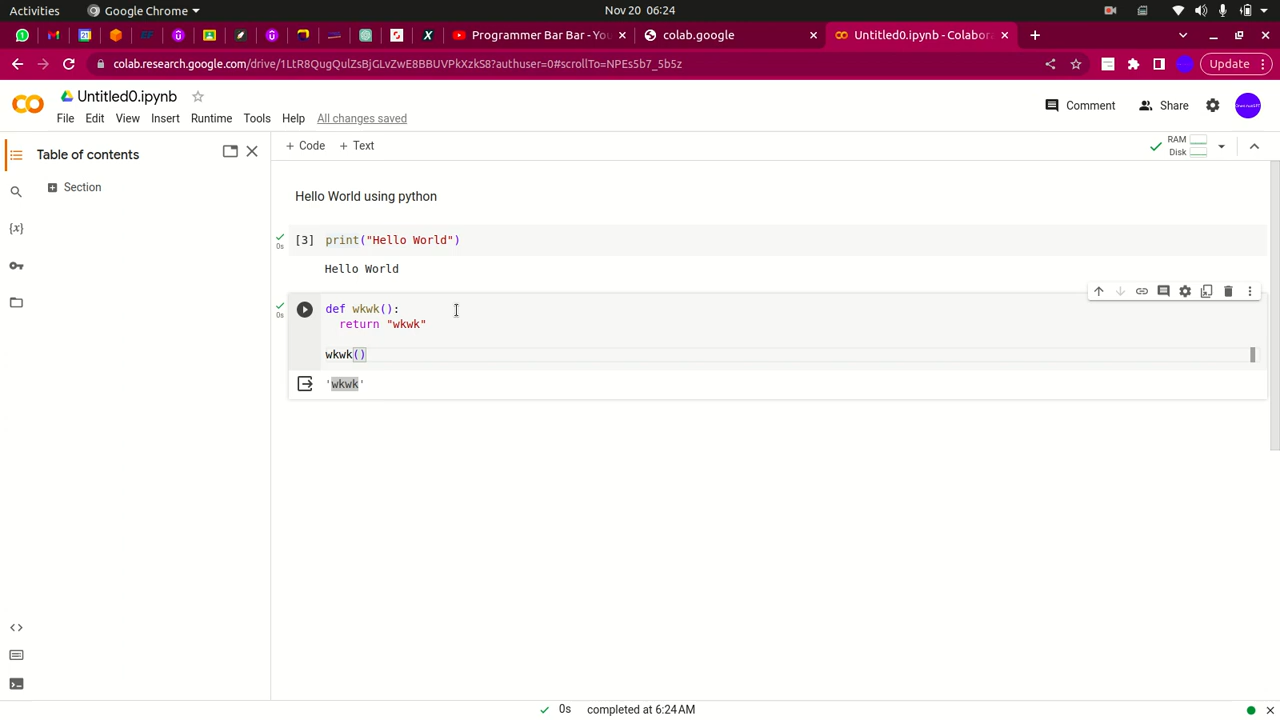 Activities
Google Chrome
Nov 20 06:24
Programmer Bar Bar - You
colab.google
Untitled0.ipynb - Colabora
colab.research.google.com/drive/1LtR8QugQulZsBjGLvZwE8BBUVPkXzkS8?authuser=0#scrollTo=NPEs5b7_5b5z
Update
Untitled0.ipynb
Comment
Share
File Edit View Insert Runtime Tools Help All changes saved
Table of contents
+ Code + Text
RAM
Disk
Section
Hello World using python
[3] print("Hello World")
0s
Hello World
def wkwk():
0s
return "wkwk"
wkwk()
'wkwk'
0s completed at 6:24 AM